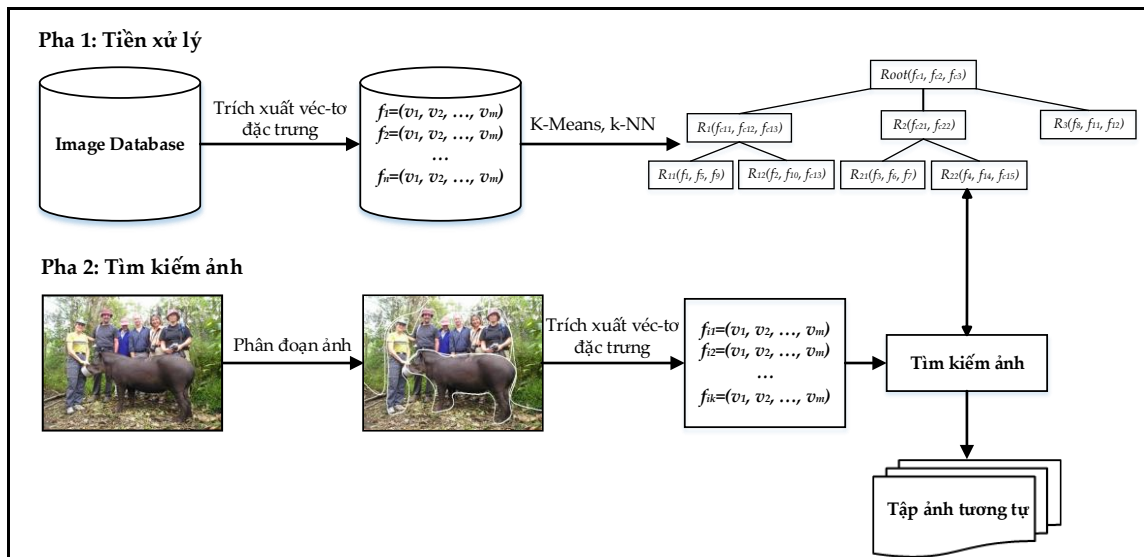 Pha 1: Tiền xử lý
Image Database
Trích xuất véc-tơ
đặc trưng
f1=(v1, v2, …, vm)
f2=(v1, v2, …, vm)
…
fn=(v1, v2, …, vm)
K-Means, k-NN
Root(fc1, fc2, fc3)
R1(fc11, fc12, fc13)
R2(fc21, fc22)
R3(f8, f11, f12)
R11(f1, f5, f9)
R12(f2, f10, fc13)
R21(f3, f6, f7)
R22(f4, f14, fc15)
Pha 2: Tìm kiếm ảnh
Phân đoạn ảnh
Trích xuất véc-tơ
đặc trưng
fi1=(v1, v2, …, vm)
fi2=(v1, v2, …, vm)
…
fik=(v1, v2, …, vm)
Tìm kiếm ảnh
Tập ảnh tương tự